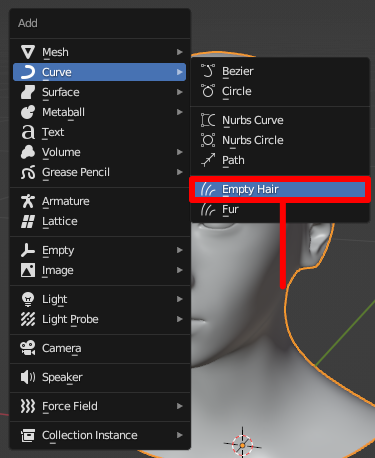 Add
Mesh
Curve
Surface
Metaball
Text
Volume
Grease Pencil
Armature
Lattice
Empty
Image
Light
Light Probe
Camera
Speaker
Force Field
Collection Instance
Bezier
Circle
Nurbs Curve
Nurbs Circle
Path
Empty Hair
Fur